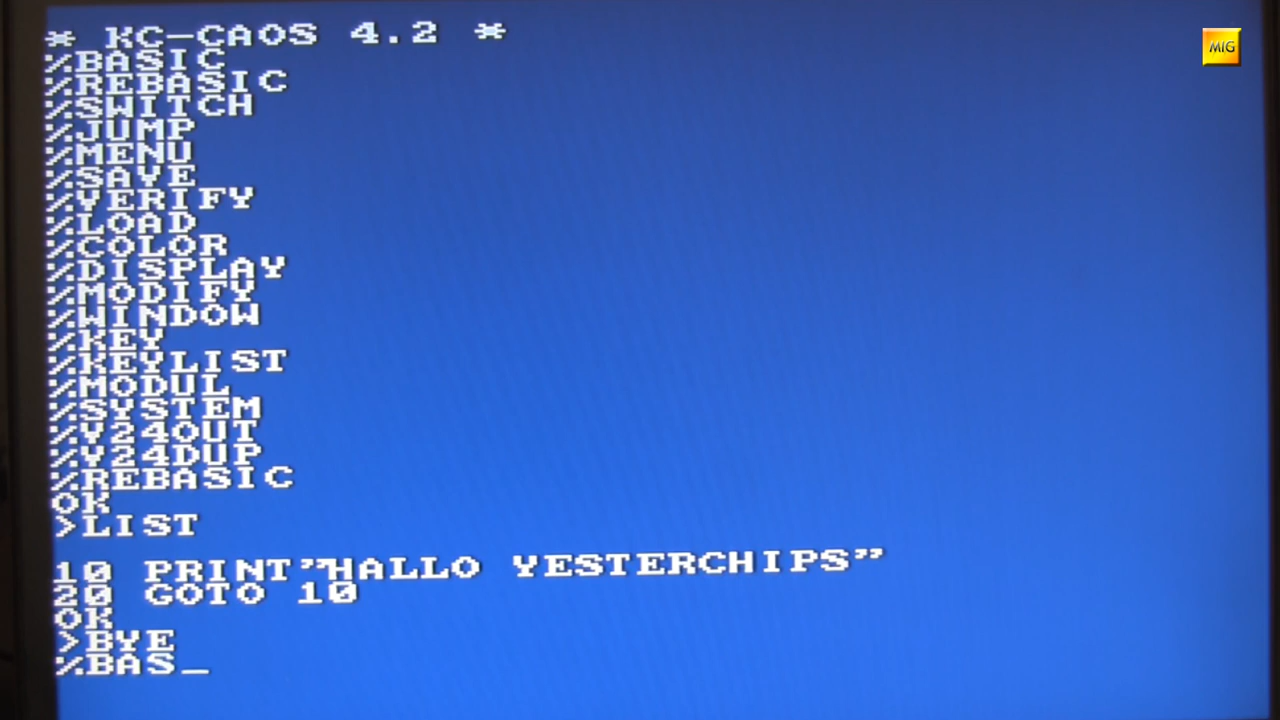 * KC-CAOS 4.2 *
%BASIC
%REBASIC
%SWITCH
%JUMP
%MENU
%SAVE
%VERIFY
%LOAD
%COLOR
%DISPLAY
%MODIFY
%WINDOW
%KEY
%KEYLIST
%MODUL
%SYSTEM
%V24OUT
%V24DUP
%REBASIC
OK
>LIST
10 PRINT"HALLO YESTERCHIPS"
20 GOTO 10
OK
>BYE
%BAS_
MIG